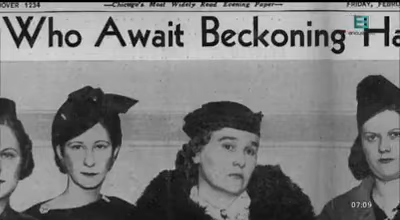 OVER 1234 —Chicago's Most Widely Read Evening Paper— FRIDAY, FEBRU
Who Await Beckoning Ha
07:09